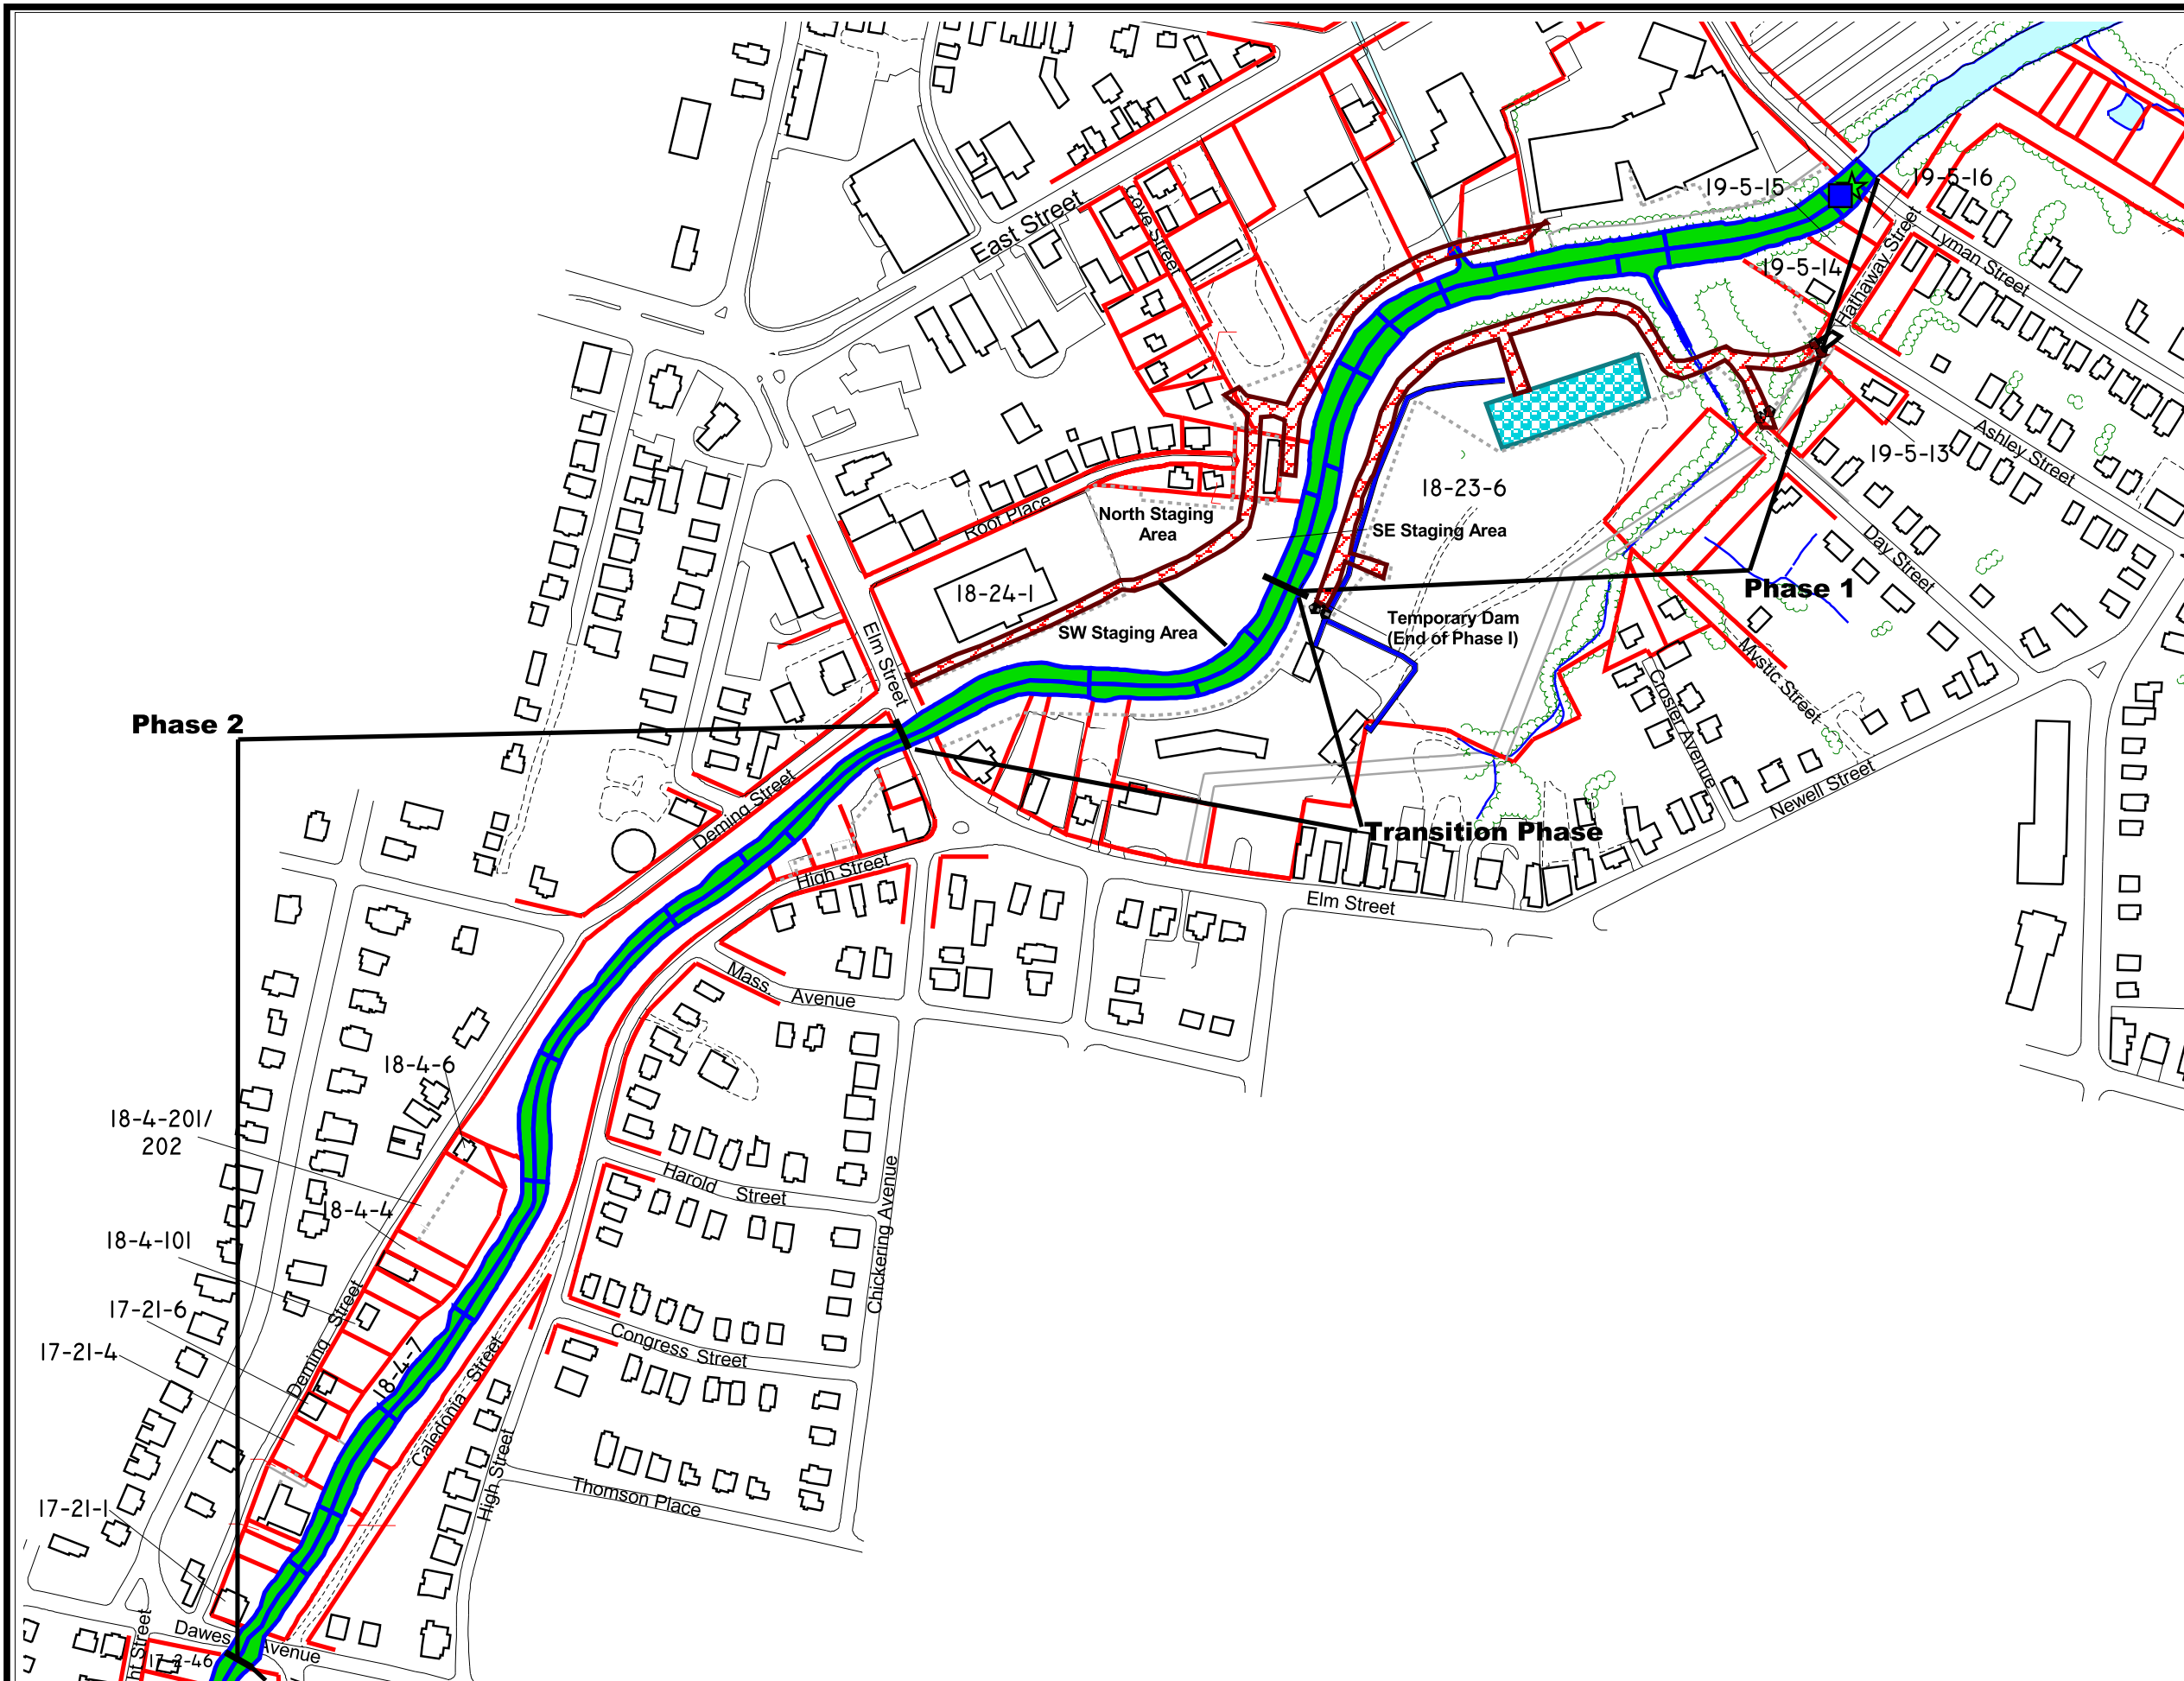 East Street
Cove Street
19-5-15
19-5-16
Hathaway Street
Lyman Street
19-5-14
19-5-13
Ashley Street
18-23-6
Root Place
North Staging
Area
SE Staging Area
Day Street
18-24-1
Phase 1
SW Staging Area
Temporary Dam
(End of Phase I)
Elm Street
Mystic Street
Crosier Avenue
Phase 2
Newell Street
Deming Street
Transition Phase
High Street
Elm Street
Mass. Avenue
18-4-6
18-4-201/
202
Harold Street
18-4-4
18-4-101
Chickering Avenue
17-21-6
Deming Street
17-21-4
18-4-7
Congress Street
Caledonia Street
High Street
Thomson Place
17-21-1
Dawes Avenue
ht Street
17-2-46